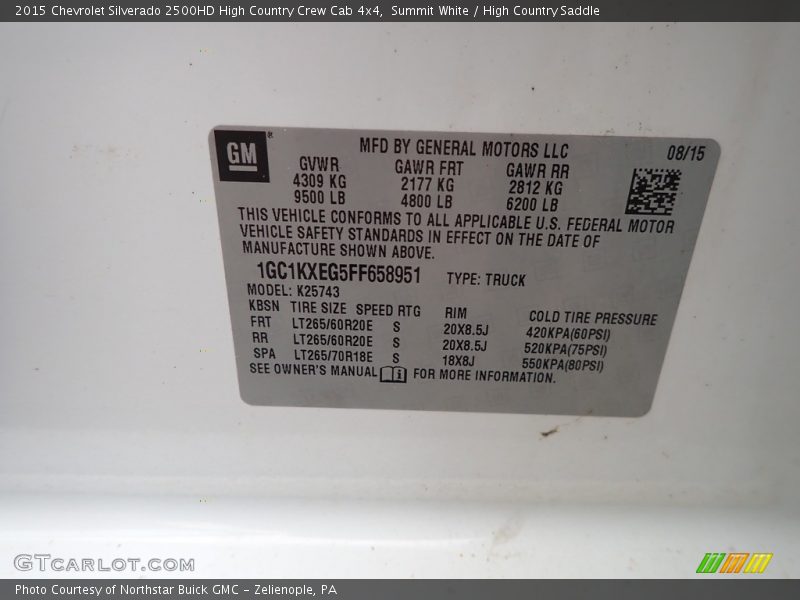 2015 Chevrolet Silverado 2500HD High Country Crew Cab 4x4,  Summit White / High Country Saddle
GM ®
MFD BY GENERAL MOTORS LLC 08/15
GVWR GAWR FRT GAWR RR
4309 KG 2177 KG 2812 KG
9500 LB 4800 LB 6200 LB
THIS VEHICLE CONFORMS TO ALL APPLICABLE U.S. FEDERAL MOTOR
VEHICLE SAFETY STANDARDS IN EFFECT ON THE DATE OF
MANUFACTURE SHOWN ABOVE.
1GC1KXEG5FF658951 TYPE: TRUCK
MODEL: K25743
KBSN TIRE SIZE SPEED RTG RIM COLD TIRE PRESSURE
FRT LT265/60R20E S 20X8.5J 420KPA(60PSI)
RR LT265/60R20E S 20X8.5J 520KPA(75PSI)
SPA LT265/70R18E S 18X8J 550KPA(80PSI)
SEE OWNER'S MANUAL FOR MORE INFORMATION.
GTCARLOT.COM
Photo Courtesy of Northstar Buick GMC - Zelienople, PA